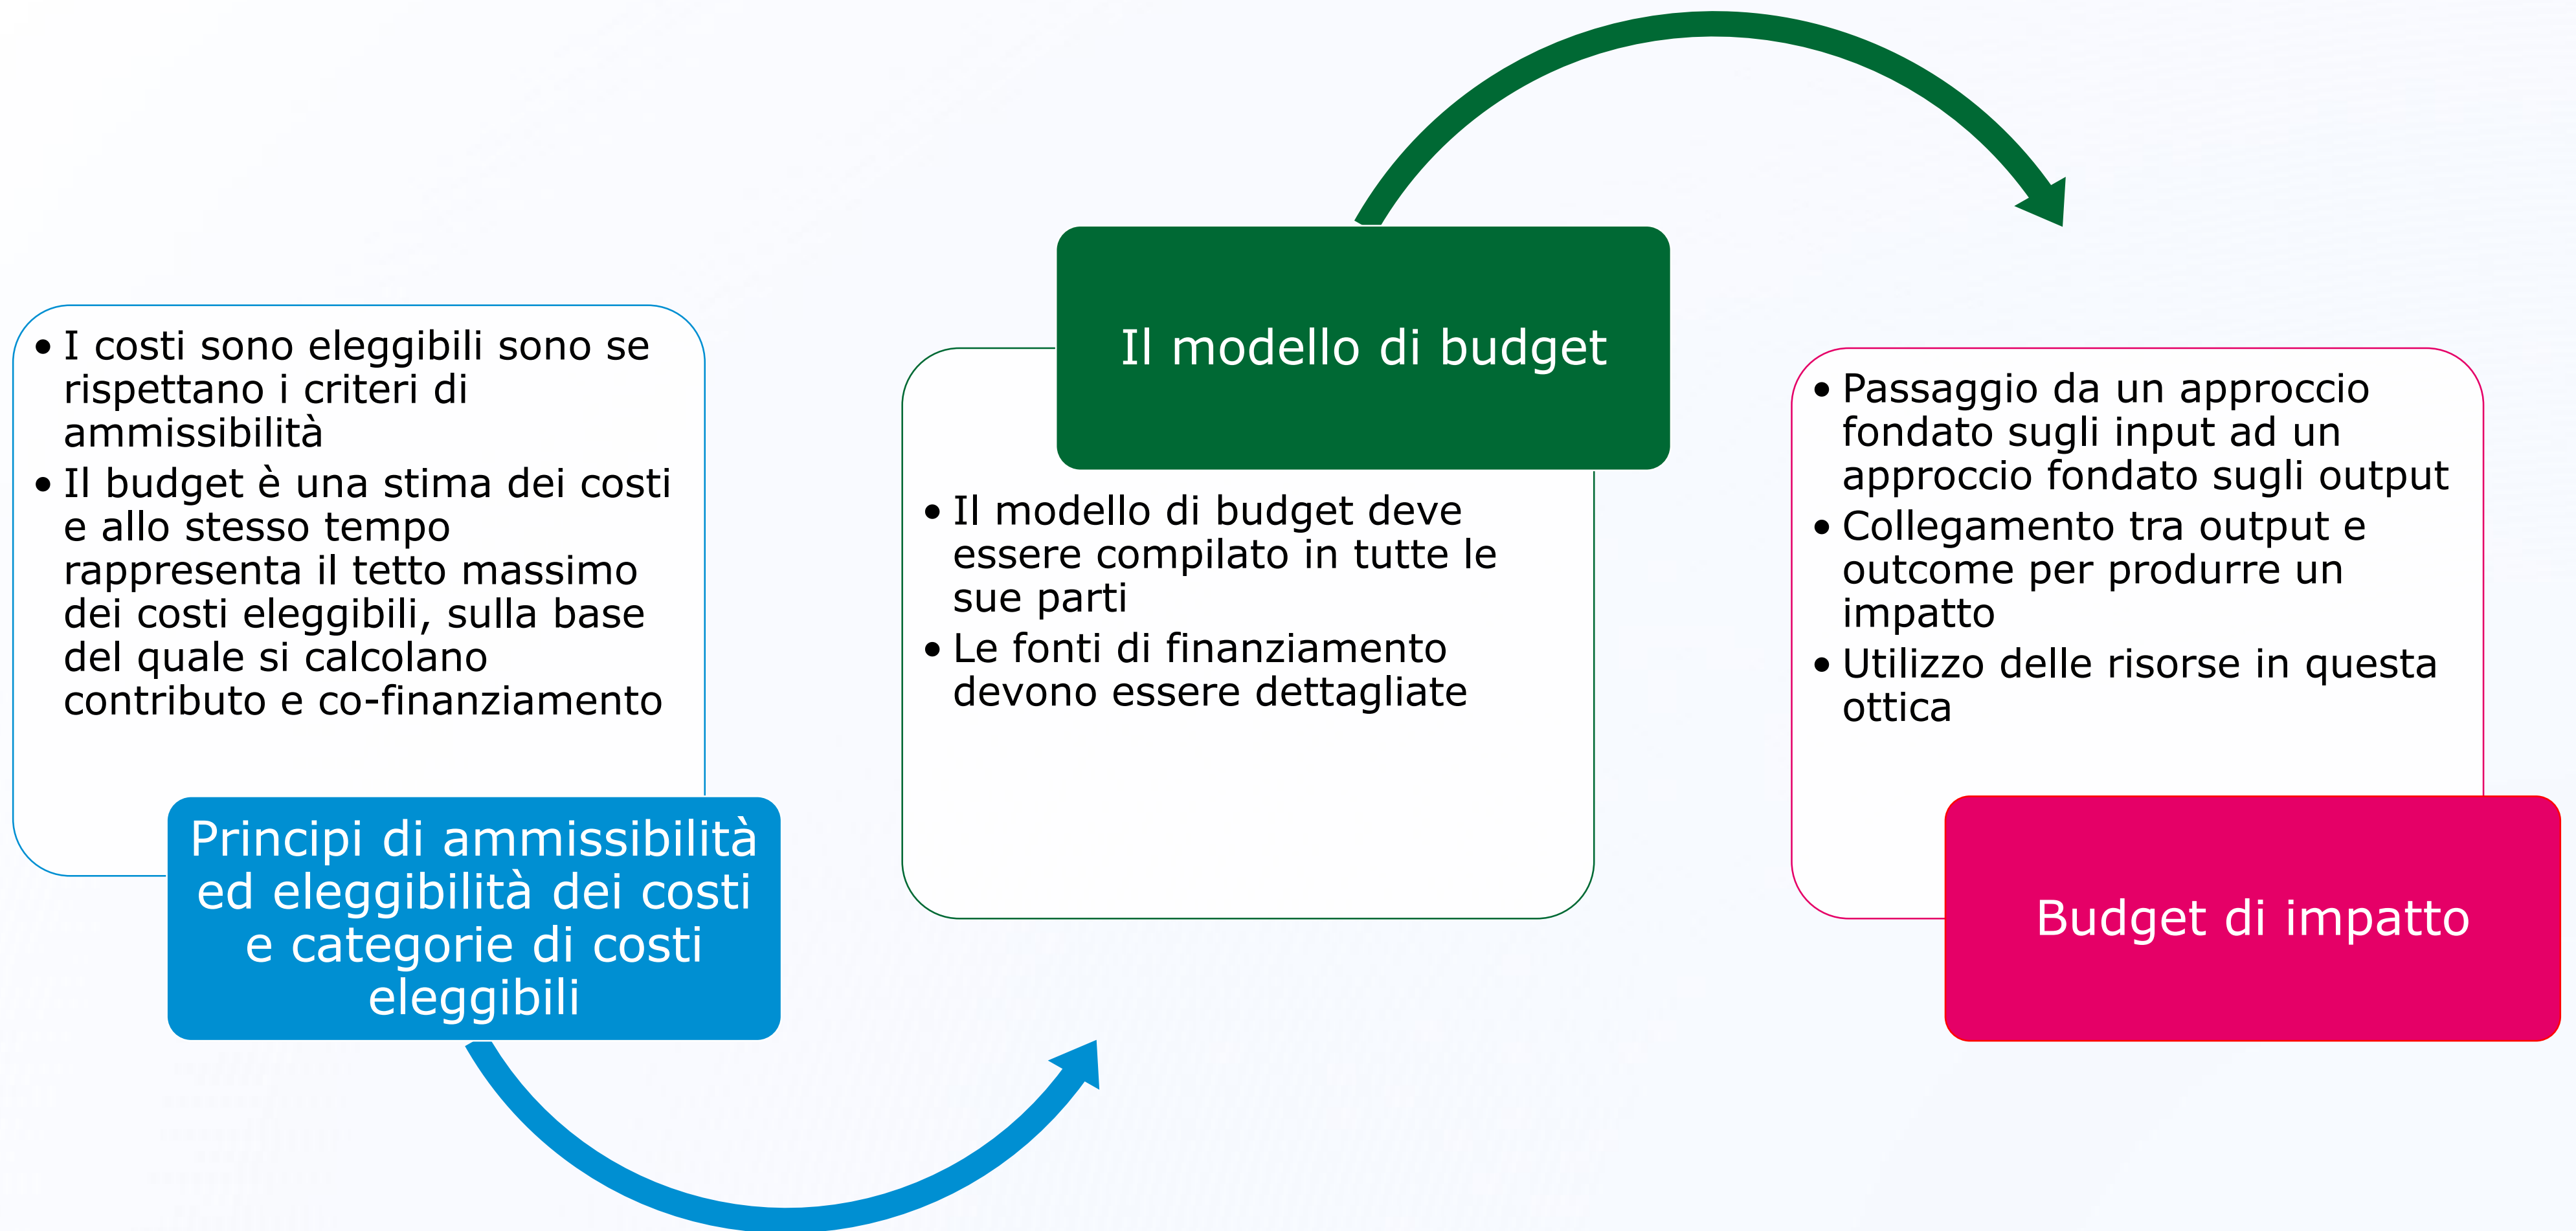 • I costi sono eleggibili sono se
rispettano i criteri di
ammissibilità
• Il budget è una stima dei costi
e allo stesso tempo
rappresenta il tetto massimo
dei costi eleggibili, sulla base
del quale si calcolano
contributo e co-finanziamento
Principi di ammissibilità
ed eleggibilità dei costi
e categorie di costi
eleggibili
Il modello di budget
• Il modello di budget deve
essere compilato in tutte le
sue parti
• Le fonti di finanziamento
devono essere dettagliate
• Passaggio da un approccio
fondato sugli input ad un
approccio fondato sugli output
• Collegamento tra output e
outcome per produrre un
impatto
• Utilizzo delle risorse in questa
ottica
Budget di impatto